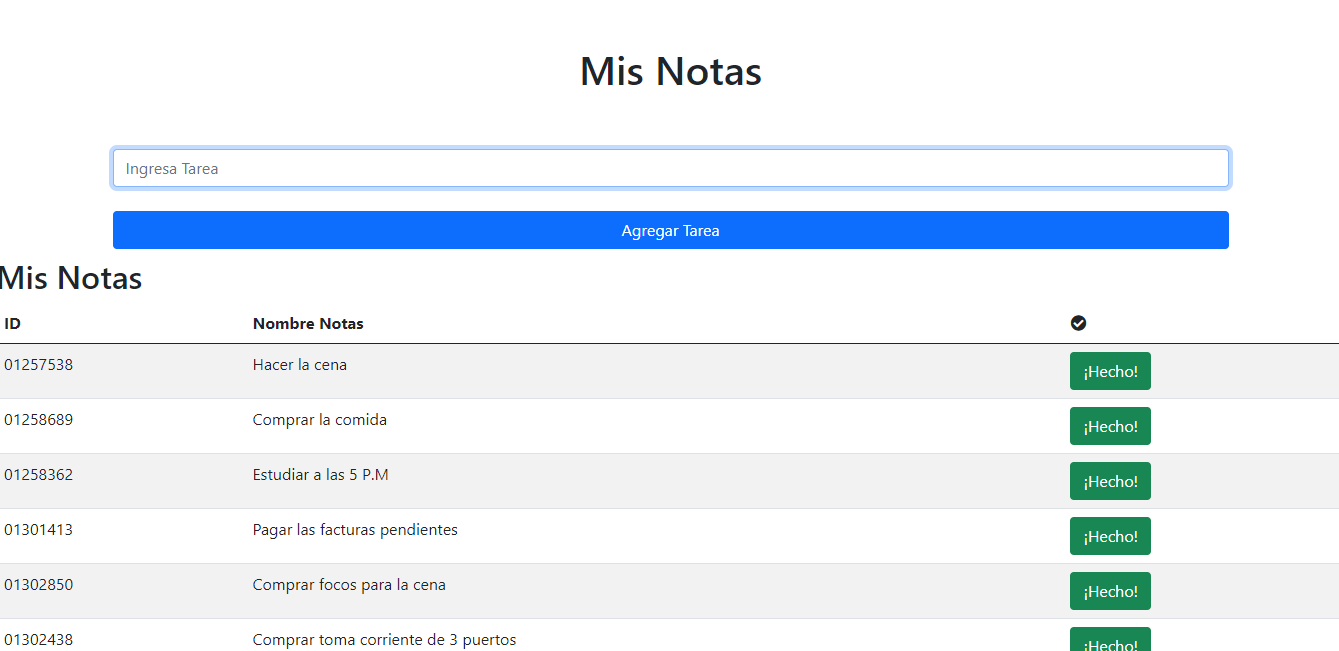 Mis Notas
Ingresa Tarea
Agregar Tarea
Mis Notas
ID Nombre Notas
01257538 Hacer la cena ¡Hecho!
01258689 Comprar la comida ¡Hecho!
01258362 Estudiar a las 5 P.M ¡Hecho!
01301413 Pagar las facturas pendientes ¡Hecho!
01302850 Comprar focos para la cena ¡Hecho!
01302438 Comprar toma corriente de 3 puertos ¡Hecho!